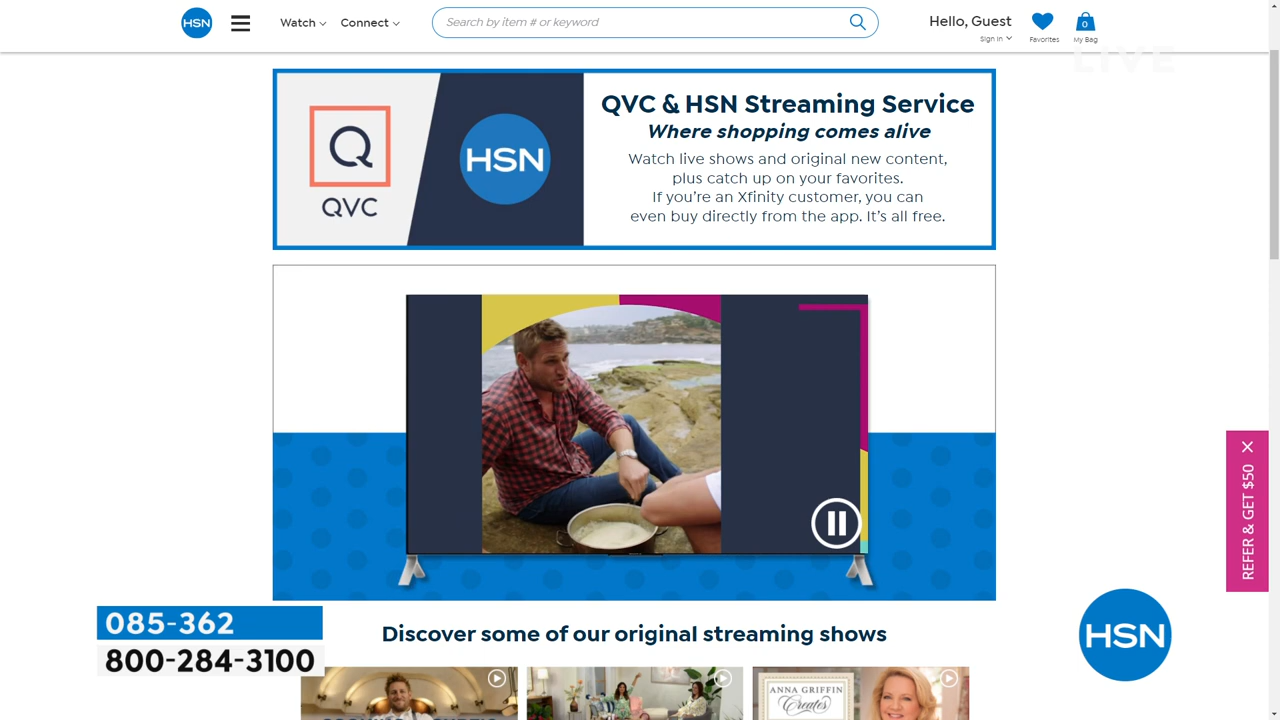 HSN
Watch
Connect
Search by item # or keyword
Hello, Guest
Sign In
Favorites
0
My Bag
LIVE
QVC
HSN
QVC & HSN Streaming Service
Where shopping comes alive
Watch live shows and original new content,
plus catch up on your favorites.
If you're an Xfinity customer, you can
even buy directly from the app. It's all free.
REFER & GET $50
085-362
800-284-3100
Discover some of our original streaming shows
HSN
ANNA GRIFFIN
Creates